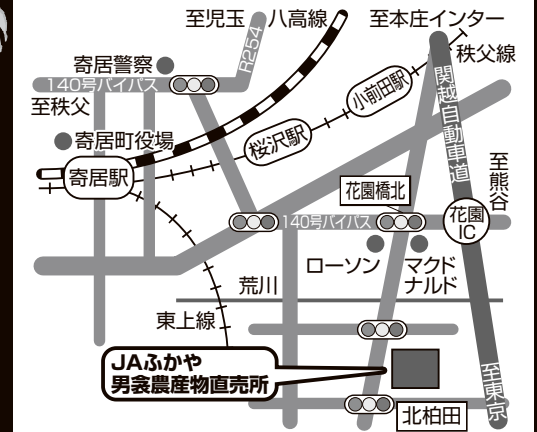 至児玉
八高線
至本庄インター
R254
秩父線
寄居警察
140号バイパス
至秩父
小前田駅
関越自動車道
寄居町役場
桜沢駅
寄居駅
至熊谷
花園橋北
140号バイパス
花園
IC
ローソン
マクド
ナルド
荒川
東上線
JAふかや
男衾農産物直売所
至東京
北柏田